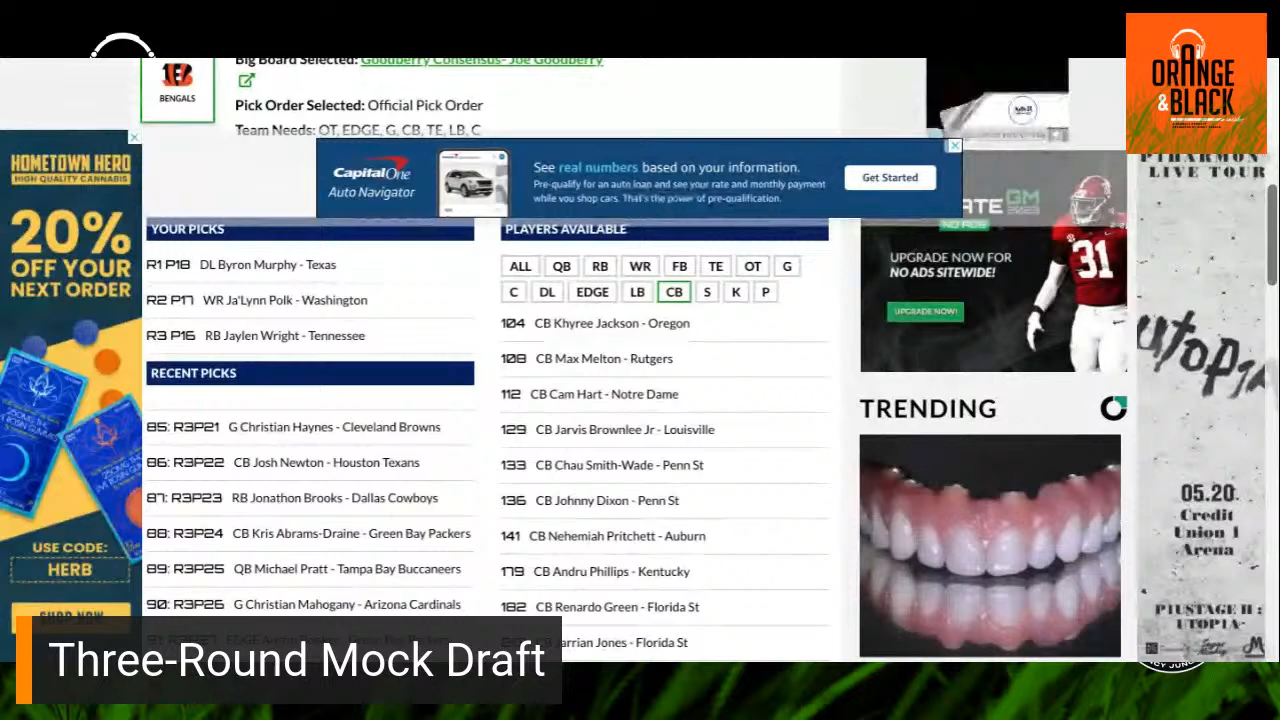 Big Board Selected: Goodberry Consensus- Joe Goodberry
BENGALS
Pick Order Selected: Official Pick Order
Team Needs: OT, EDGE, G, CB, TE, LB, C
ORANGE
& BLACK
HOMETOWN HERO
HIGH QUALITY CANNABIS
20%
OFF YOUR
NEXT ORDER
USE CODE:
HERB
SHOP NOW
Capital One
Auto Navigator
See real numbers based on your information.
Pre-qualify for an auto loan and see your rate and monthly payment
while you shop cars. That's the power of pre-qualification.
Get Started
YOUR PICKS
R1 P18 DL Byron Murphy - Texas
R2 P17 WR Ja'Lynn Polk - Washington
R3 P16 RB Jaylen Wright - Tennessee
RECENT PICKS
85: R3P21 G Christian Haynes - Cleveland Browns
86: R3P22 CB Josh Newton - Houston Texans
87: R3P23 RB Jonathon Brooks - Dallas Cowboys
88: R3P24 CB Kris Abrams-Draine - Green Bay Packers
89: R3P25 QB Michael Pratt - Tampa Bay Buccaneers
90: R3P26 G Christian Mahogany - Arizona Cardinals
PLAYERS AVAILABLE
ALL QB RB WR FB TE OT G
C DL EDGE LB CB S K P
104 CB Khyree Jackson - Oregon
108 CB Max Melton - Rutgers
112 CB Cam Hart - Notre Dame
129 CB Jarvis Brownlee Jr - Louisville
133 CB Chau Smith-Wade - Penn St
136 CB Johnny Dixon - Penn St
141 CB Nehemiah Pritchett - Auburn
179 CB Andru Phillips - Kentucky
182 CB Renardo Green - Florida St
CB Jarrian Jones - Florida St
GM
NO ADS
UPGRADE NOW FOR
NO ADS SITEWIDE!
UPGRADE NOW!
31
TRENDING
LIVE TOUR
utopia
05.20
Credit
Union 1
Arena
UTOPIA
Three-Round Mock Draft